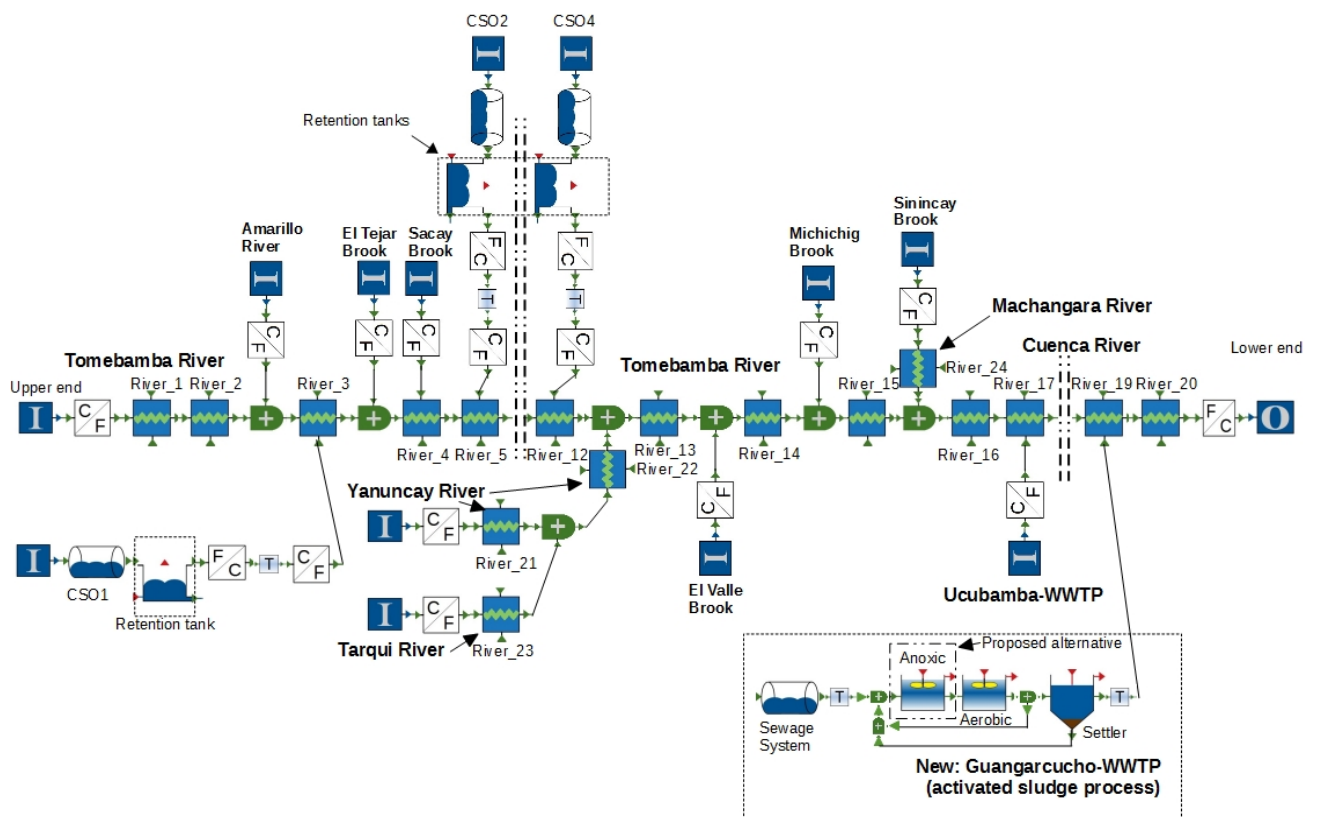 CSO2
CSO4
I
I
Retention tanks
Sinincay
Brook
Amarillo
River
El Tejar
Brook
Sacay
Brook
Michichig
Brook
I
I
I
I
I
F
C
F
C
C
F
C
F
C
F
C
F
C
F
T
T
F
C
F
C
Machangara River
Tomebamba River
Tomebamba River
Cuenca River
Lower end
Upper end
River_1
River_2
River_3
River_15
River_24
River_17
River_19
River_20
I
C
F
F
C
O
River_4
River_5
River_12
River_13
River_14
River_16
River_22
Yanuncay River
I
C
F
River_21
C
F
C
F
I
CSO1
Retention tank
F
C
T
C
F
I
El Valle
Brook
I
Ucubamba-WWTP
I
C
F
Tarqui River
River_23
Proposed alternative
Anoxic
T
T
Aerobic
Sewage
System
Settler
New: Guangarcucho-WWTP
(activated sludge process)